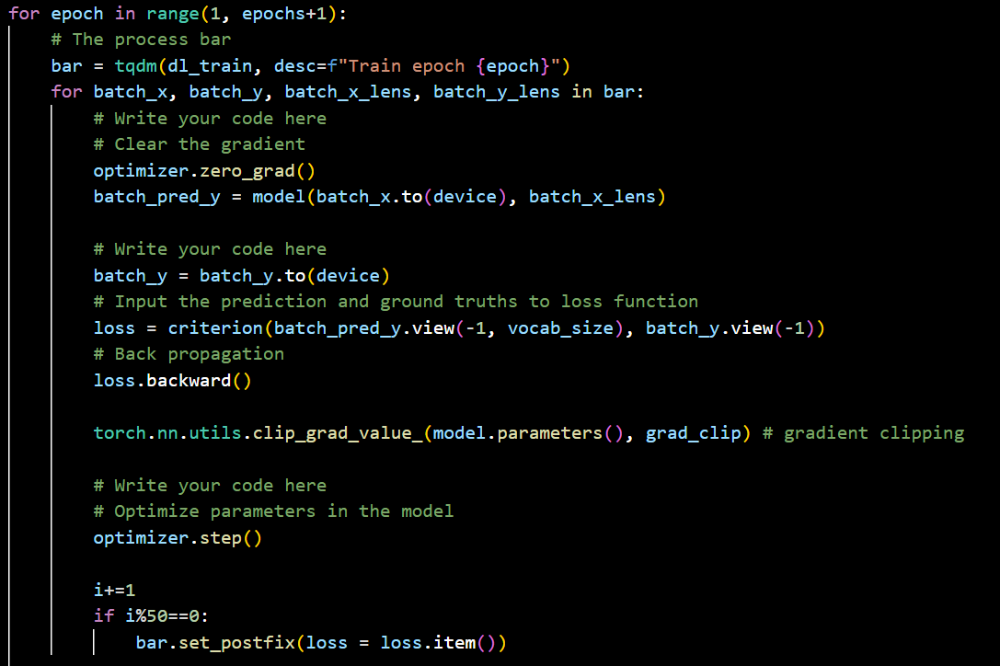 for epoch in range(1, epochs+1):
    # The process bar
    bar = tqdm(dl_train, desc=f"Train epoch {epoch}")
    for batch_x, batch_y, batch_x_lens, batch_y_lens in bar:
        # Write your code here
        # Clear the gradient
        optimizer.zero_grad()
        batch_pred_y = model(batch_x.to(device), batch_x_lens)

        # Write your code here
        batch_y = batch_y.to(device)
        # Input the prediction and ground truths to loss function
        loss = criterion(batch_pred_y.view(-1, vocab_size), batch_y.view(-1))
        # Back propagation
        loss.backward()

        torch.nn.utils.clip_grad_value_(model.parameters(), grad_clip) # gradient clipping

        # Write your code here
        # Optimize parameters in the model
        optimizer.step()

        i+=1
        if i%50==0:
            bar.set_postfix(loss = loss.item())